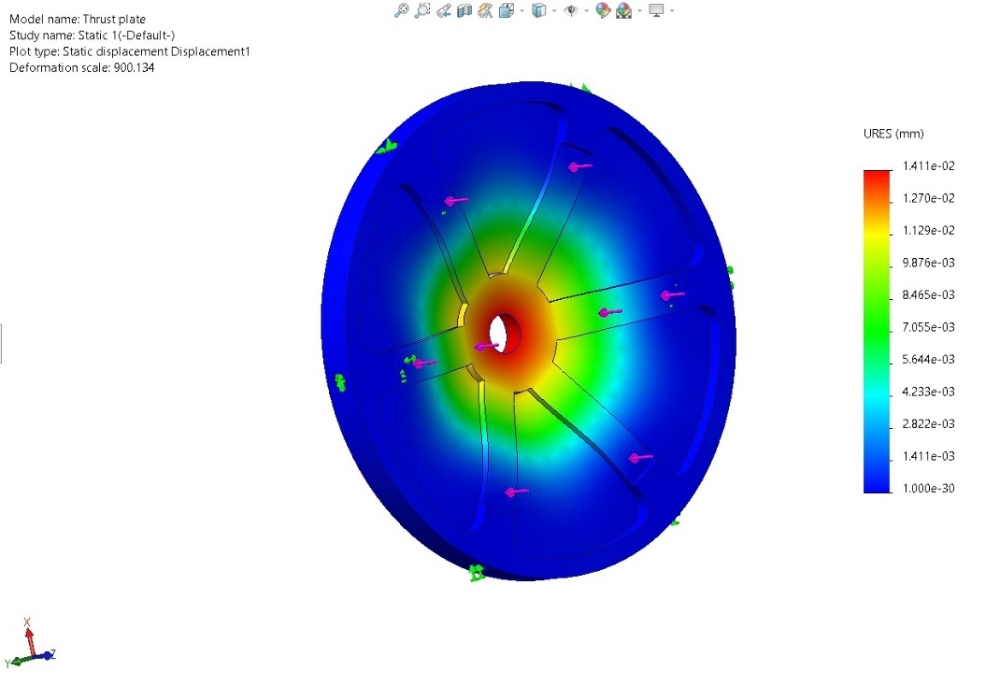 Model name: Thrust plate
Study name: Static 1(-Default-)
Plot type: Static displacement Displacement1
Deformation scale: 900.134
URES (mm)
1.411e-02
1.270e-02
1.129e-02
9.876e-03
8.465e-03
7.055e-03
5.644e-03
4.233e-03
2.822e-03
1.411e-03
1.000e-30
X
Y
Z